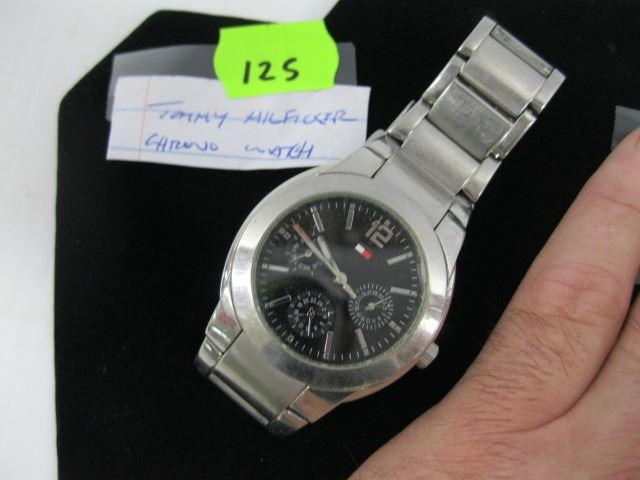 125
TOMMY HILFIGER
CHRONO WATCH
12